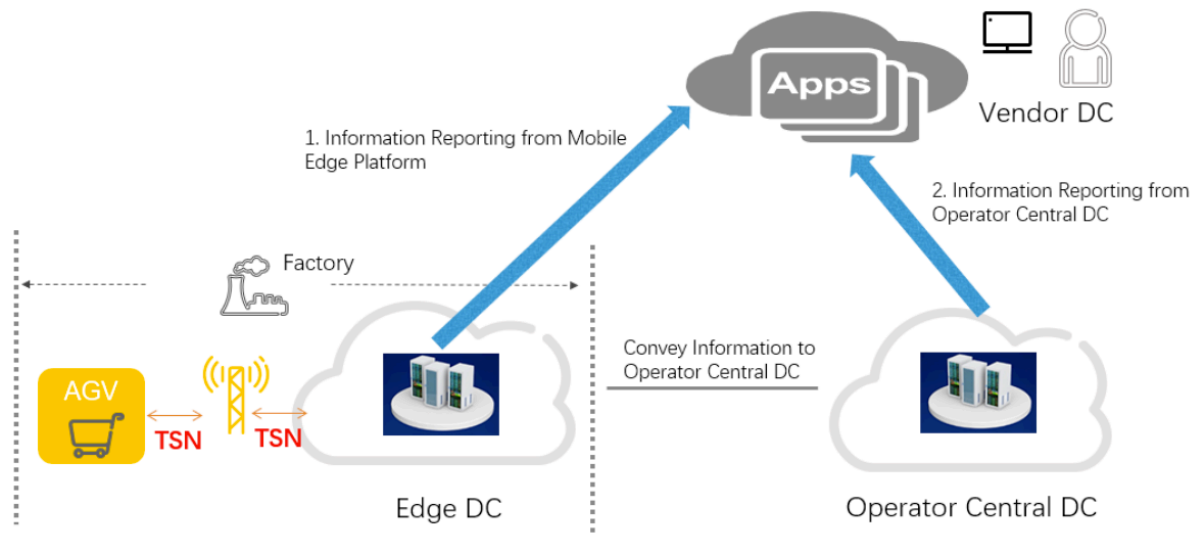 Apps
Vendor DC
1. Information Reporting from Mobile
Edge Platform
2. Information Reporting from
Operator Central DC
Factory
Convey Information to
Operator Central DC
AGV
TSN
TSN
Edge DC
Operator Central DC